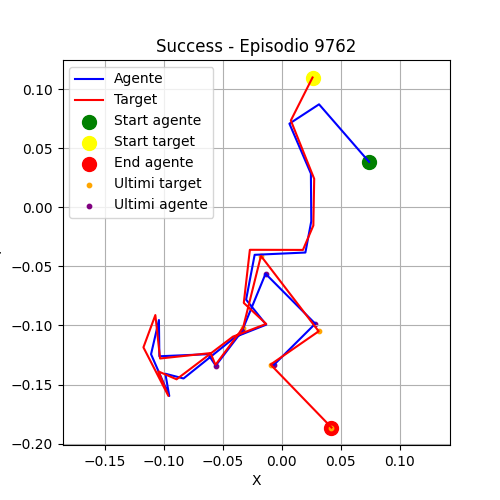 Success - Episodio 9762
Agente
Target
Start agente
Start target
End agente
Ultimi target
Ultimi agente
0.10
0.05
0.00
−0.05
−0.10
−0.15
−0.20
−0.15
−0.10
−0.05
0.00
0.05
0.10
X